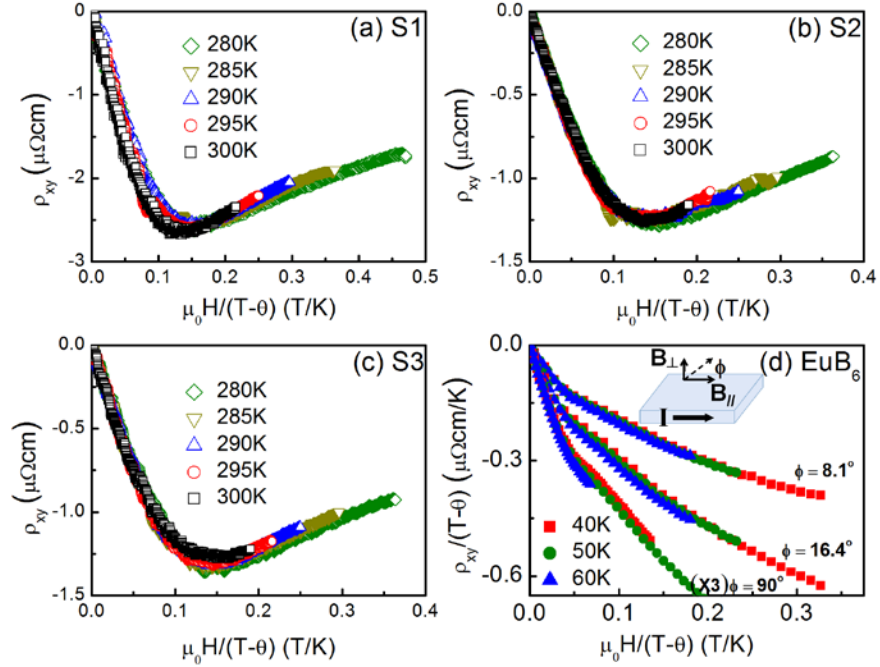 (a) S1
0
-1
-2
-3
0.0 0.1 0.2 0.3 0.4 0.5
280K
285K
290K
295K
300K
ρxy (μΩcm)
μ₀H/(T-θ) (T/K)
(b) S2
0.0
-0.5
-1.0
-1.5
0.0 0.1 0.2 0.3 0.4
280K
285K
290K
295K
300K
ρxy (μΩcm)
μ₀H/(T-θ) (T/K)
(c) S3
0.0
-0.5
-1.0
-1.5
0.0 0.1 0.2 0.3 0.4 0.5
280K
285K
290K
295K
300K
ρxy (μΩcm)
μ₀H/(T-θ) (T/K)
(d) EuB₆
0.0
-0.3
-0.6
0.0 0.1 0.2 0.3
B⊥
ϕ
B//
I
ϕ = 8.1°
ϕ = 16.4°
(X3)ϕ = 90°
40K
50K
60K
ρxy/(T-θ) (μΩcm/K)
μ₀H/(T-θ) (T/K)